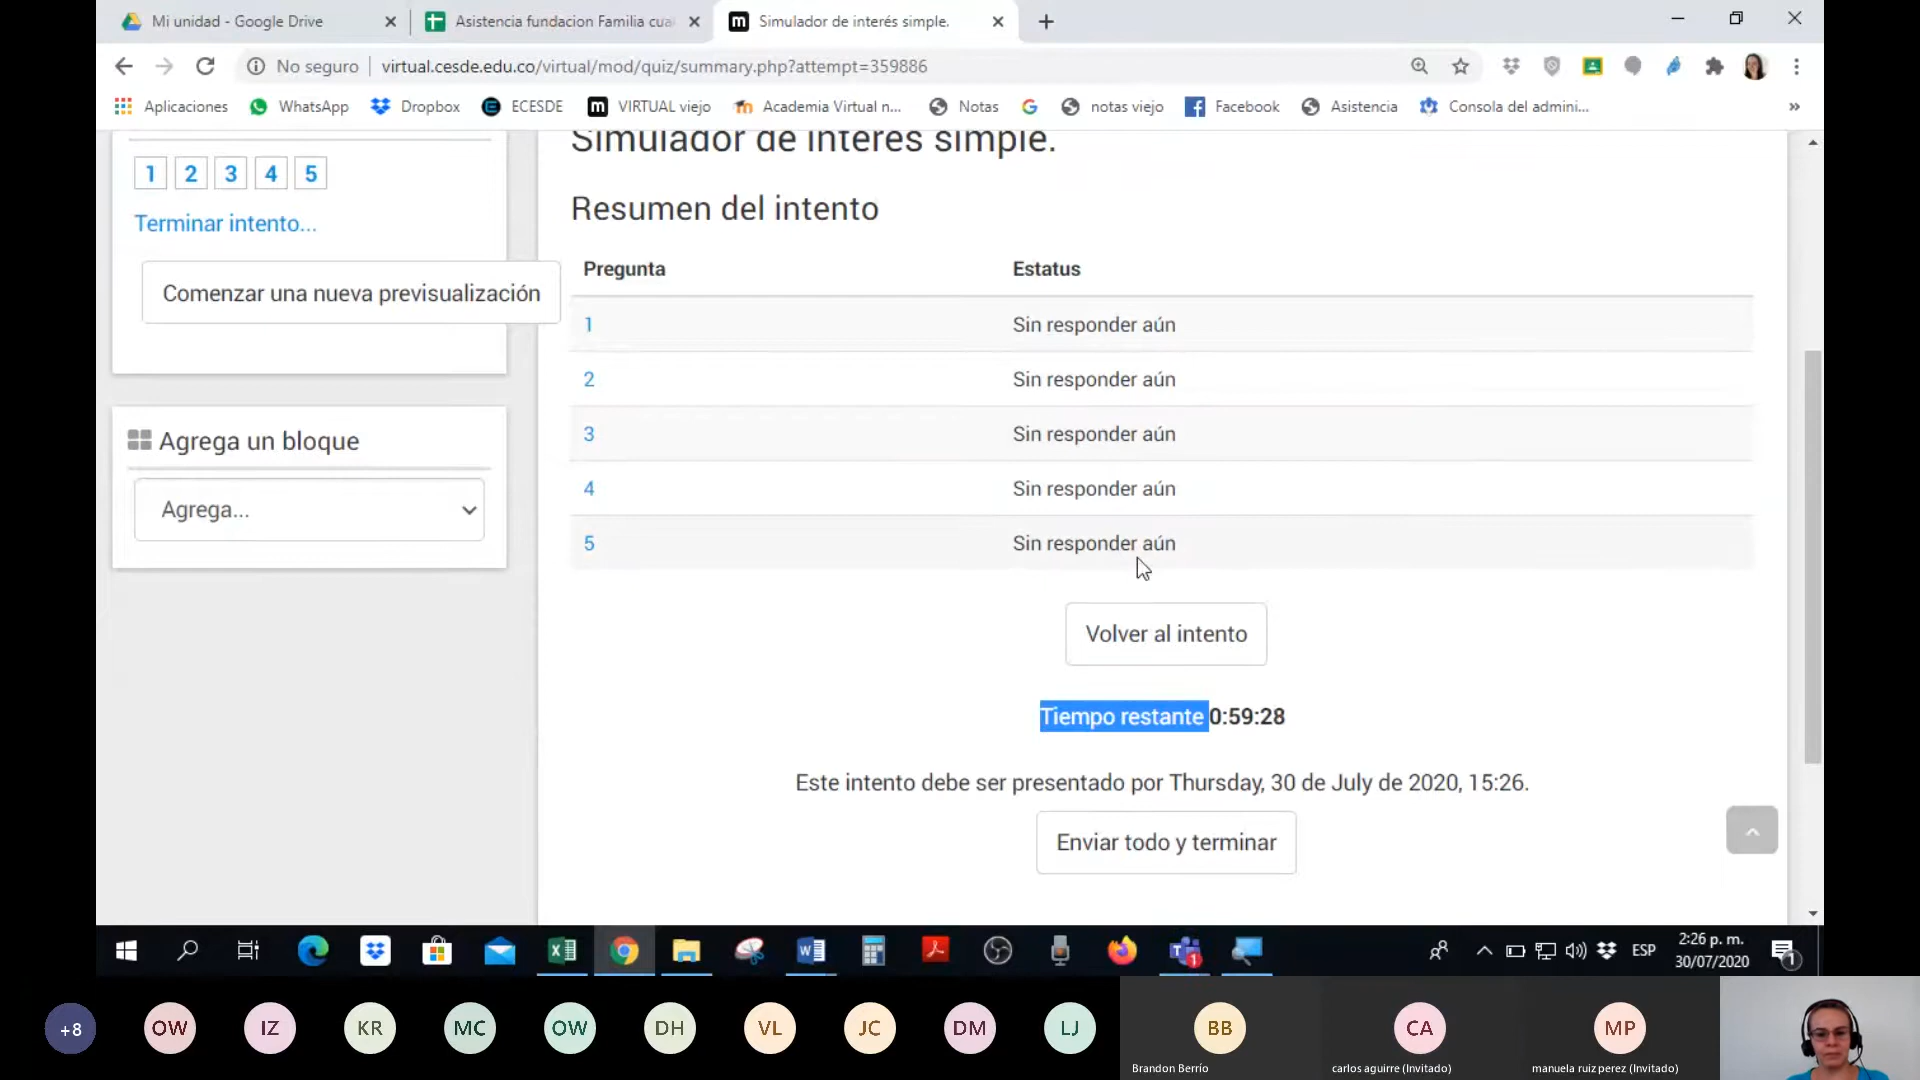 Mi unidad - Google Drive
Asistencia fundacion Familia cua
Simulador de interés simple.
No seguro
virtual.cesde.edu.co/virtual/mod/quiz/summary.php?attempt=359886
Aplicaciones
WhatsApp
Dropbox
ECESDE
VIRTUAL viejo
Academia Virtual n...
Notas
notas viejo
Facebook
Asistencia
Consola del admini...
Simulador de interés simple.
1 2 3 4 5
Terminar intento...
Comenzar una nueva previsualización
Agrega un bloque
Agrega...
Resumen del intento
Pregunta Estatus
1 Sin responder aún
2 Sin responder aún
3 Sin responder aún
4 Sin responder aún
5 Sin responder aún
Volver al intento
Tiempo restante 0:59:28
Este intento debe ser presentado por Thursday, 30 de July de 2020, 15:26.
Enviar todo y terminar
ESP
2:26 p. m.
30/07/2020
1
1
+8
OW
IZ
KR
MC
OW
DH
VL
JC
DM
LJ
BB
Brandon Berrío
CA
carlos aguirre (Invitado)
MP
manuela ruiz perez (Invitado)